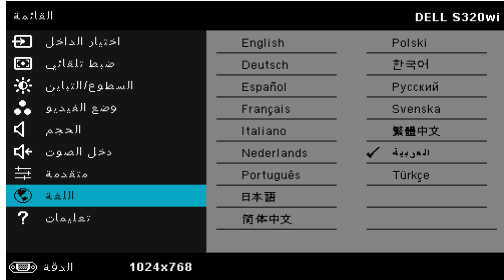 القائمة
DELL S320wi
اختيار الداخل
ضبط تلقائي
السطوع/التباين
وضع الفيديو
الحجم
دخل الصوت
متقدمة
اللغة
تعليمات
English
Deutsch
Español
Français
Italiano
Nederlands
Português
日本語
简体中文
Polski
한국어
Русский
Svenska
繁體中文
العربية
Türkçe
الدقة 1024x768